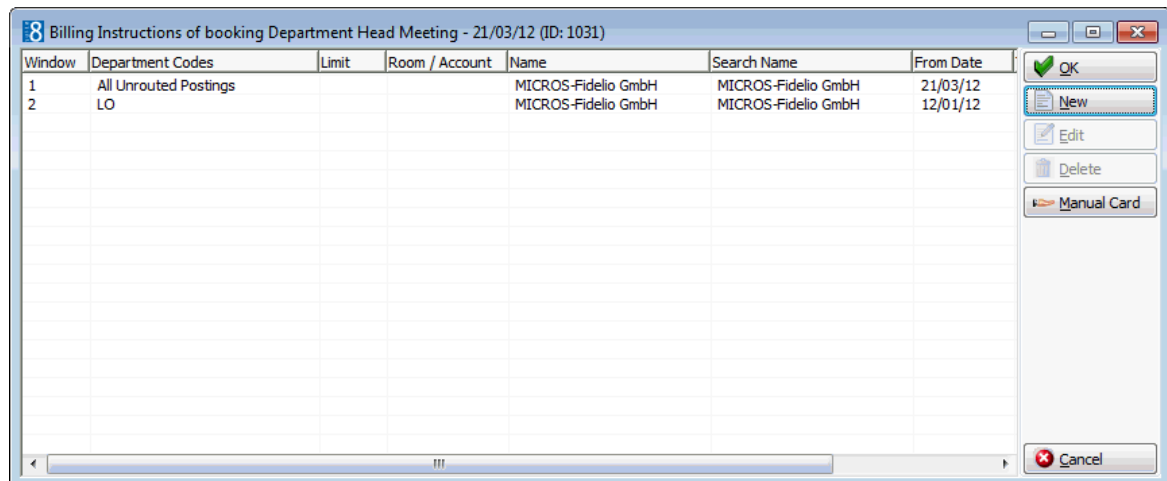 8 Billing Instructions of booking Department Head Meeting - 21/03/12 (ID: 1031)
Window Department Codes Limit Room / Account Name Search Name From Date
1 All Unrouted Postings MICROS-Fidelio GmbH MICROS-Fidelio GmbH 21/03/12
2 LO MICROS-Fidelio GmbH MICROS-Fidelio GmbH 12/01/12
OK
New
Edit
Delete
Manual Card
Cancel